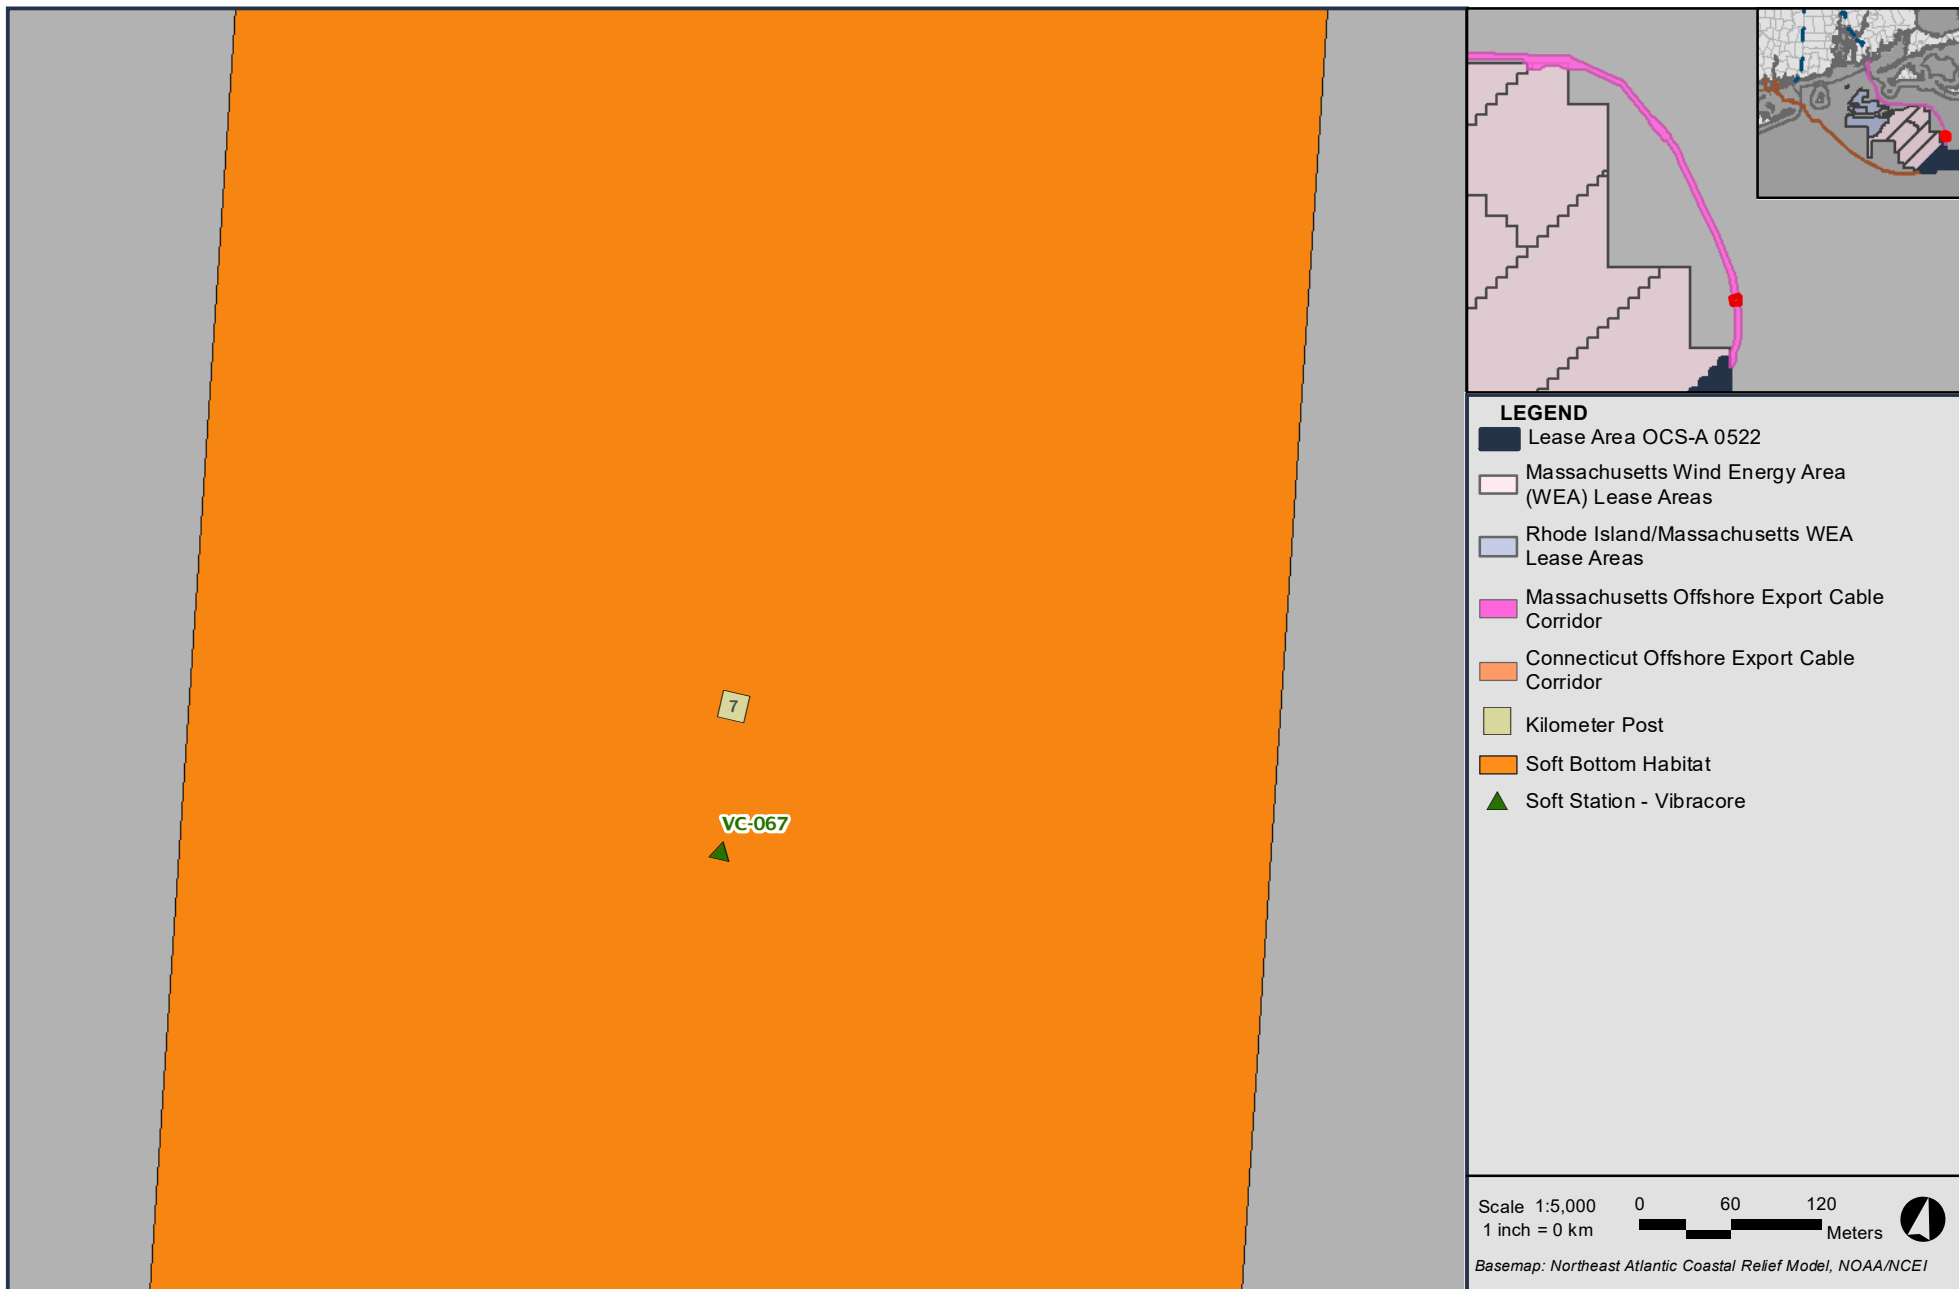 7
VC-067
LEGEND
Lease Area OCS-A 0522
Massachusetts Wind Energy Area
(WEA) Lease Areas
Rhode Island/Massachusetts WEA
Lease Areas
Massachusetts Offshore Export Cable
Corridor
Connecticut Offshore Export Cable
Corridor
Kilometer Post
Soft Bottom Habitat
Soft Station - Vibracore
Scale 1:5,000
1 inch = 0 km
0 60 120
Meters
Basemap: Northeast Atlantic Coastal Relief Model, NOAA/NCEI